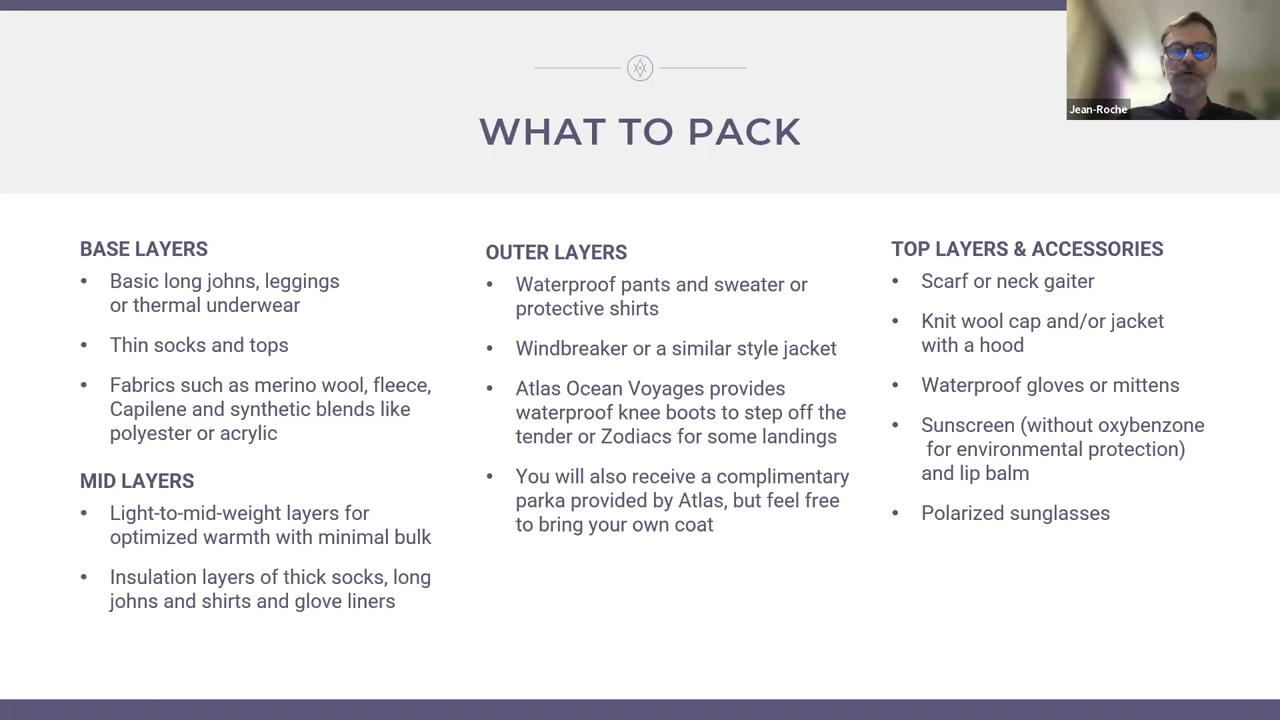 Jean-Roche
WHAT TO PACK
BASE LAYERS
• Basic long johns, leggings
or thermal underwear
• Thin socks and tops
• Fabrics such as merino wool, fleece,
Capilene and synthetic blends like
polyester or acrylic
MID LAYERS
• Light-to-mid-weight layers for
optimized warmth with minimal bulk
• Insulation layers of thick socks, long
johns and shirts and glove liners
OUTER LAYERS
• Waterproof pants and sweater or
protective shirts
• Windbreaker or a similar style jacket
• Atlas Ocean Voyages provides
waterproof knee boots to step off the
tender or Zodiacs for some landings
• You will also receive a complimentary
parka provided by Atlas, but feel free
to bring your own coat
TOP LAYERS & ACCESSORIES
• Scarf or neck gaiter
• Knit wool cap and/or jacket
with a hood
• Waterproof gloves or mittens
• Sunscreen (without oxybenzone
for environmental protection)
and lip balm
• Polarized sunglasses